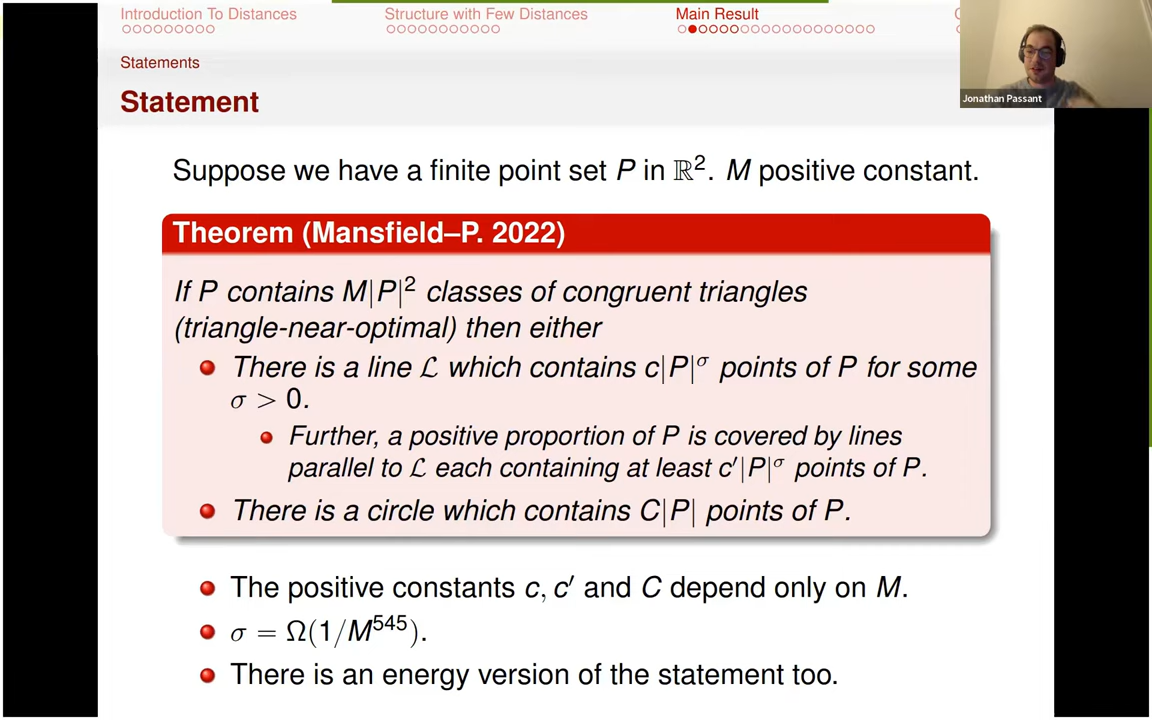 Introduction To Distances Structure with Few Distances Main Result
Statements
Statement
Jonathan Passant
Suppose we have a finite point set P in ℝ². M positive constant.
Theorem (Mansfield–P. 2022)
If P contains M|P|² classes of congruent triangles
(triangle-near-optimal) then either
There is a line ℒ which contains c|P|^σ points of P for some
σ > 0.
Further, a positive proportion of P is covered by lines
parallel to ℒ each containing at least c′|P|^σ points of P.
There is a circle which contains C|P| points of P.
The positive constants c, c′ and C depend only on M.
σ = Ω(1/M⁵⁴⁵).
There is an energy version of the statement too.